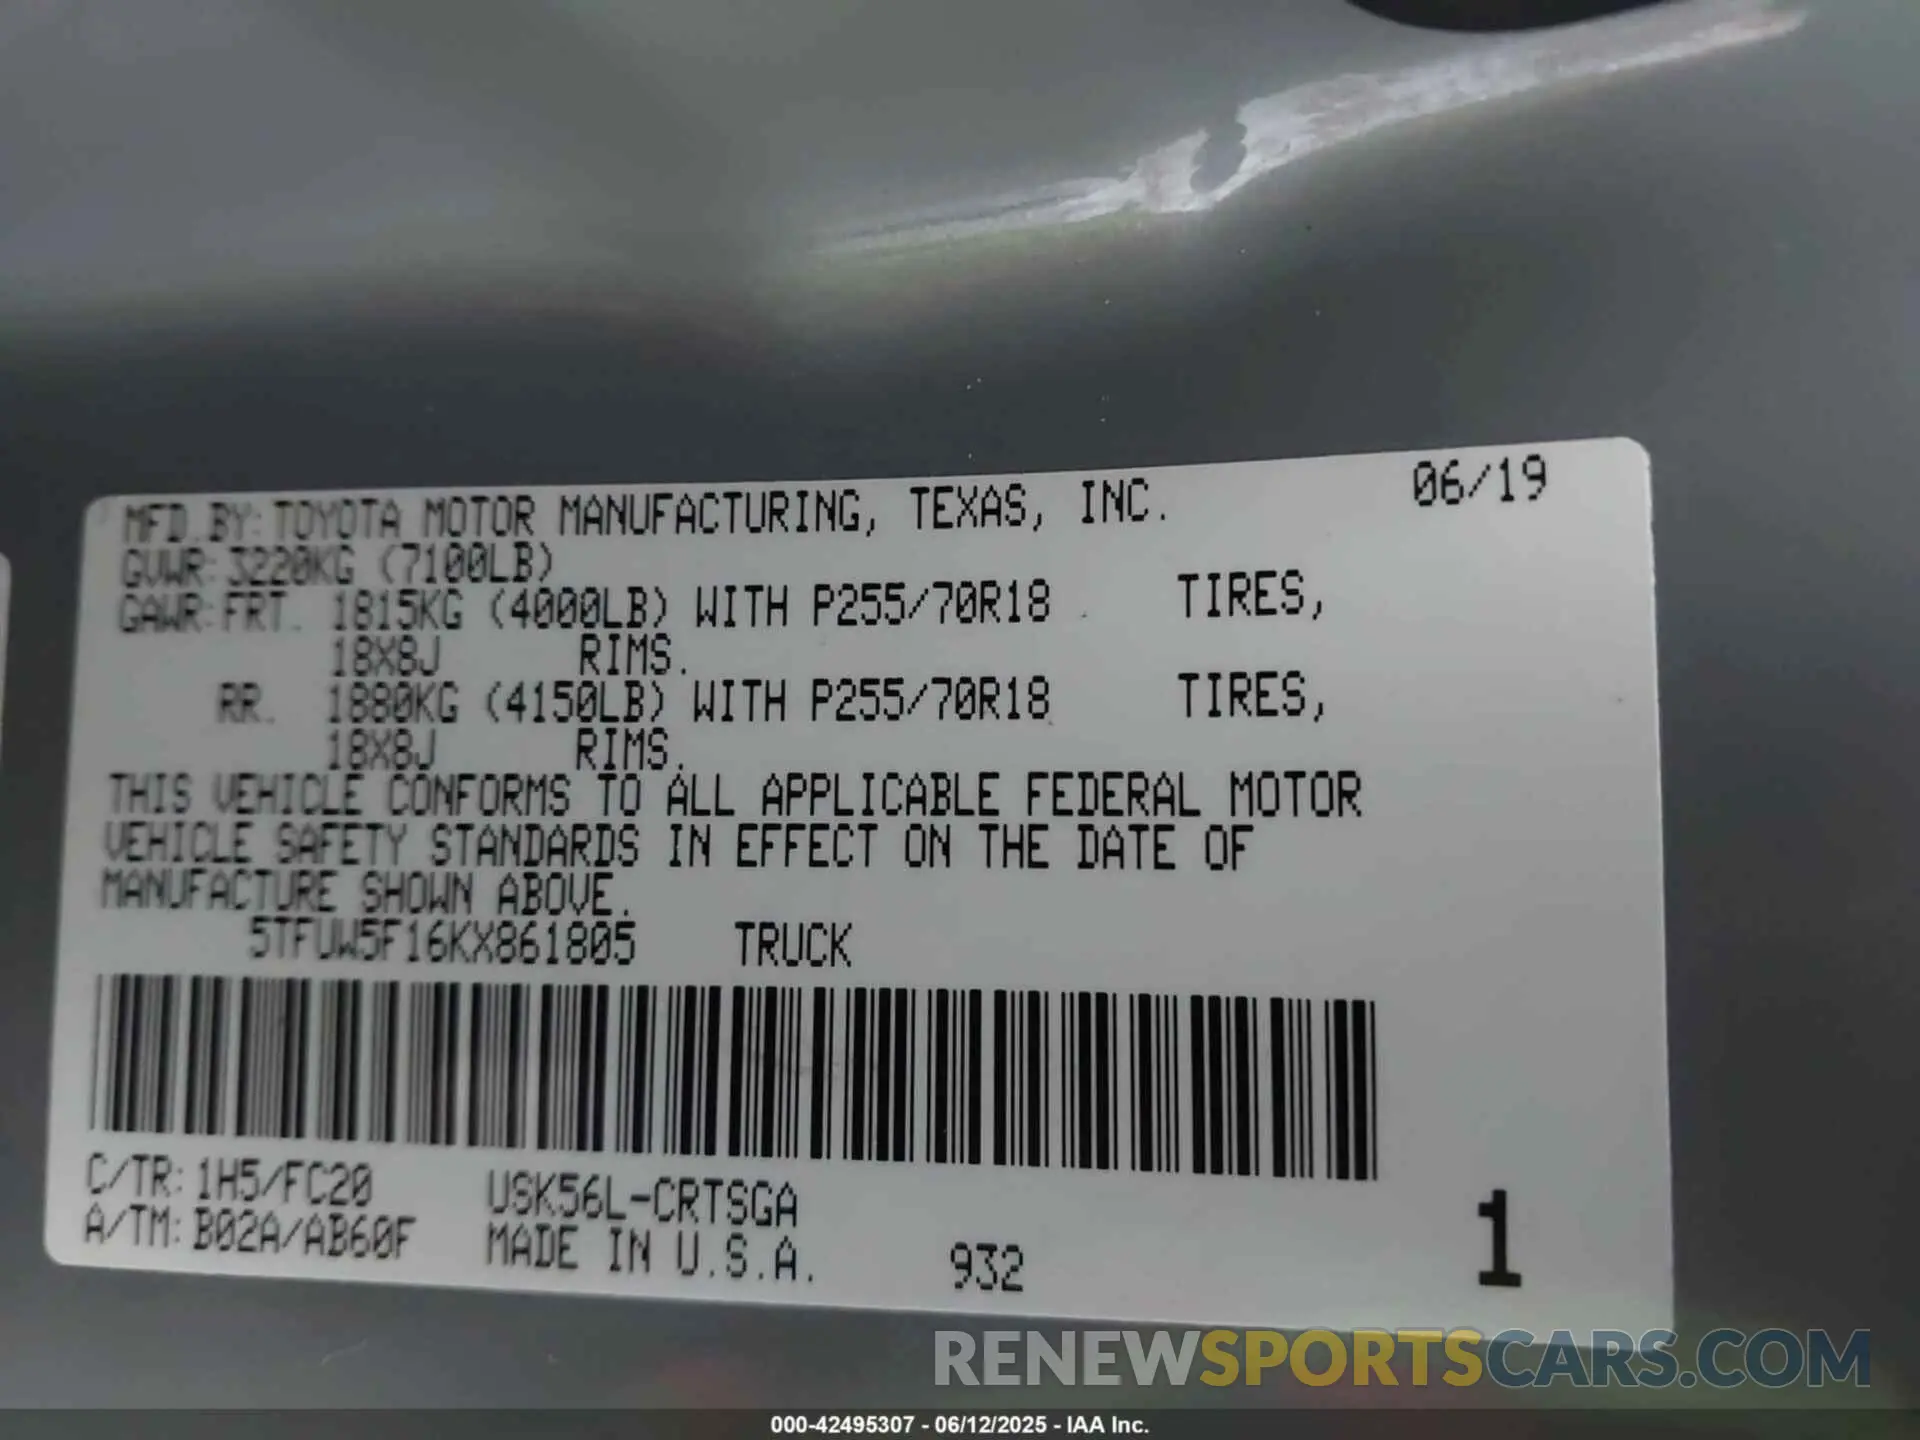 MFD.BY:TOYOTA MOTOR MANUFACTURING, TEXAS, INC. 06/19
GVWR:3220KG (7100LB)
GAWR:FRT. 1815KG (4000LB) WITH P255/70R18 TIRES,
18X8J RIMS.
RR. 1880KG (4150LB) WITH P255/70R18 TIRES,
18X8J RIMS.
THIS VEHICLE CONFORMS TO ALL APPLICABLE FEDERAL MOTOR
VEHICLE SAFETY STANDARDS IN EFFECT ON THE DATE OF
MANUFACTURE SHOWN ABOVE.
5TFUW5F16KX861805 TRUCK
C/TR:1H5/FC20 USK56L-CRTSGA
A/TM:B02A/AB60F MADE IN U.S.A. 932 1
RENEWSPORTSCARS.COM
000-42495307 - 06/12/2025 - IAA Inc.